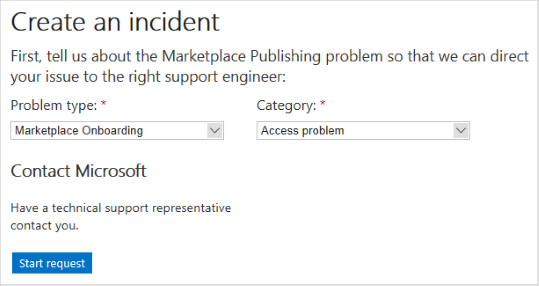 Create an incident
First, tell us about the Marketplace Publishing problem so that we can direct
your issue to the right support engineer:
Problem type: * Category: *
Marketplace Onboarding Access problem
Contact Microsoft
Have a technical support representative
contact you.
Start request